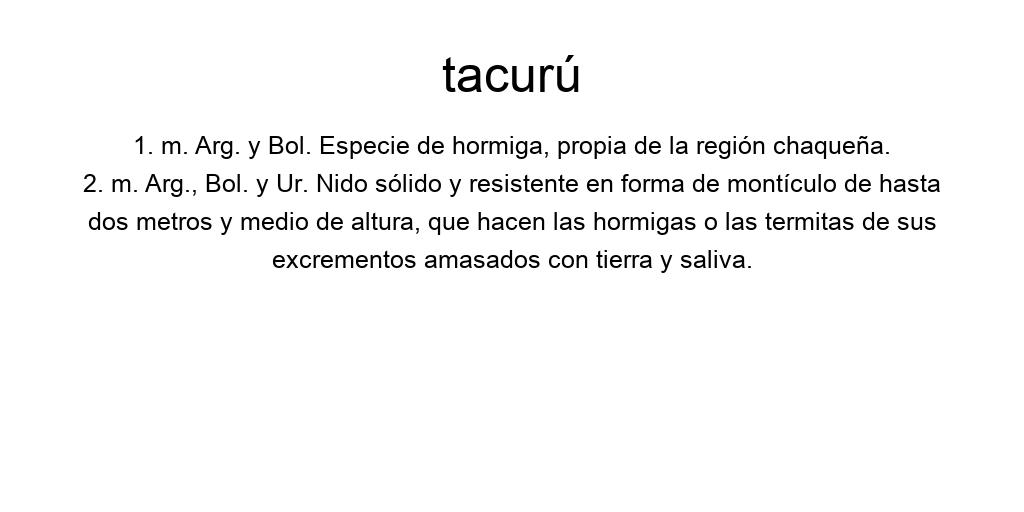 tacurú
1. m. Arg. y Bol. Especie de hormiga, propia de la región chaqueña.
2. m. Arg., Bol. y Ur. Nido sólido y resistente en forma de montículo de hasta
dos metros y medio de altura, que hacen las hormigas o las termitas de sus
excrementos amasados con tierra y saliva.